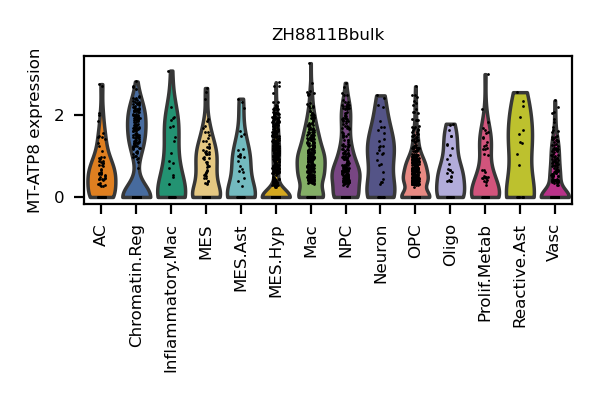 ZH8811Bbulk
MT-ATP8 expression
2
0
AC
Chromatin.Reg
Inflammatory.Mac
MES
MES.Ast
MES.Hyp
Mac
NPC
Neuron
OPC
Oligo
Prolif.Metab
Reactive.Ast
Vasc